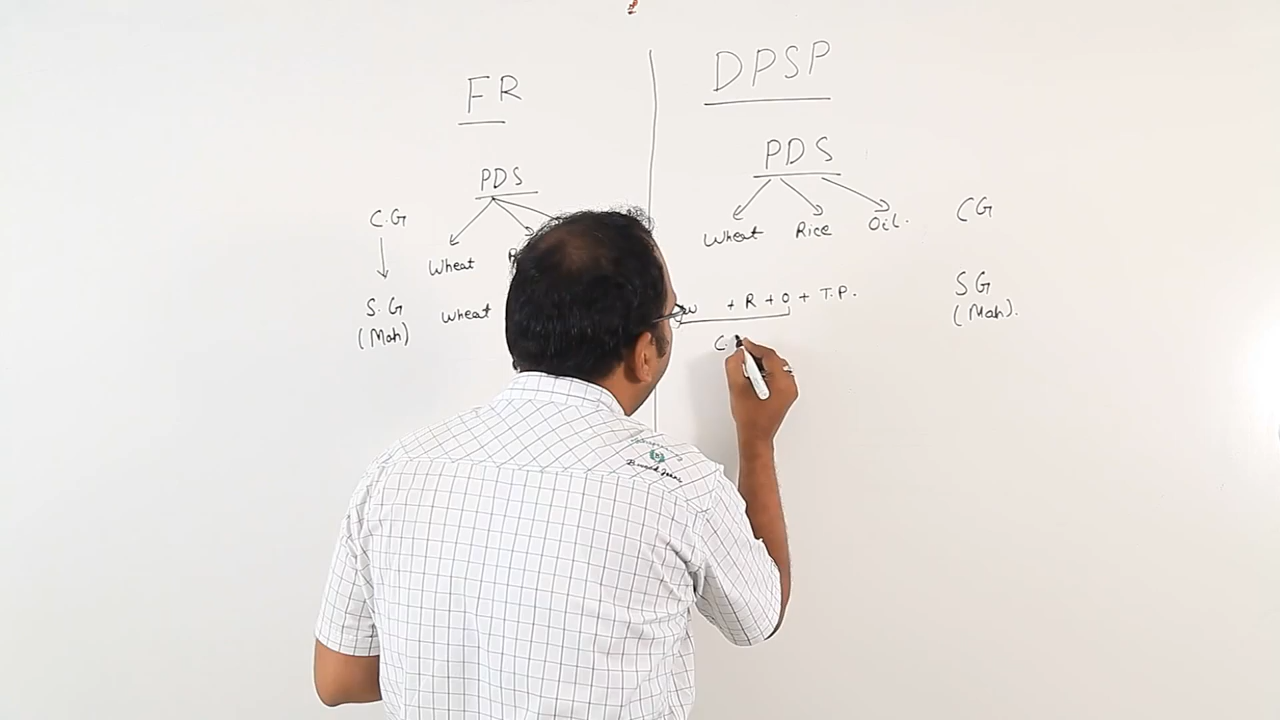 FR
PDS
C.G
Wheat
S.G
(Mah)
Wheat
DPSP
PDS
Wheat Rice Oil.
CG
W + R + O + T.P.
SG
(Mah).
C.